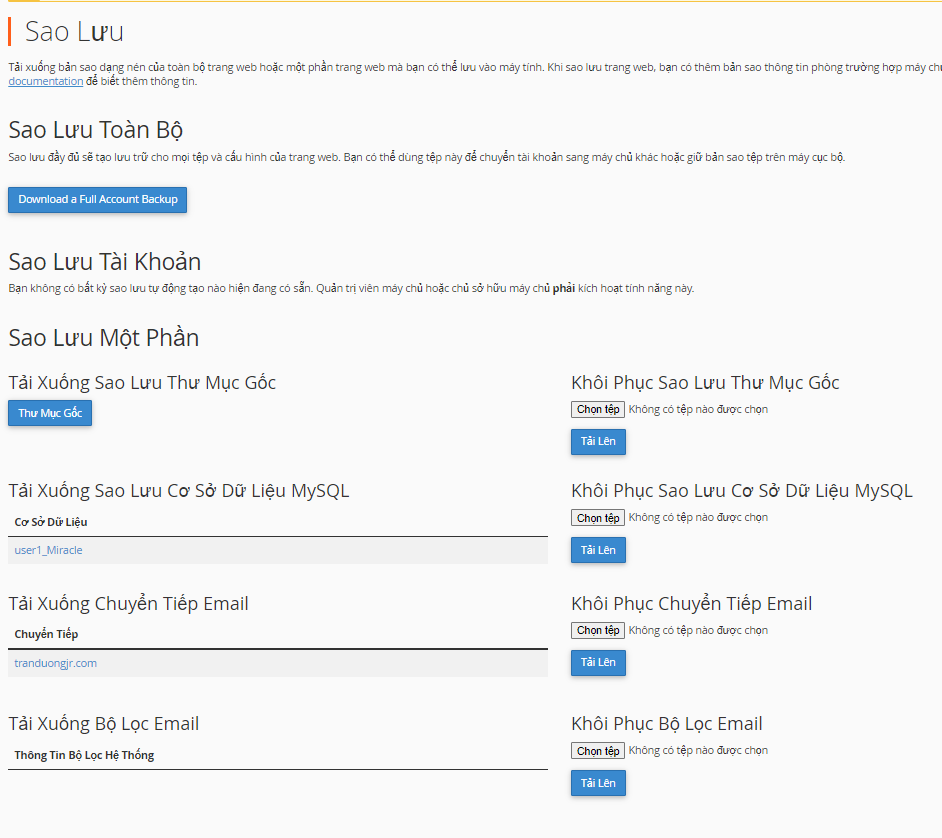 Sao Lưu
Tải xuống bản sao dạng nén của toàn bộ trang web hoặc một phần trang web mà bạn có thể lưu vào máy tính. Khi sao lưu trang web, bạn có thêm bản sao thông tin phòng trường hợp máy
documentation để biết thêm thông tin.
Sao Lưu Toàn Bộ
Sao lưu đầy đủ sẽ tạo lưu trữ cho mọi tệp và cấu hình của trang web. Bạn có thể dùng tệp này để chuyển tài khoản sang máy chủ khác hoặc giữ bản sao tệp trên máy cục bộ.
Download a Full Account Backup
Sao Lưu Tài Khoản
Bạn không có bất kỳ sao lưu tự động tạo nào hiện đang có sẵn. Quản trị viên máy chủ hoặc chủ sở hữu máy chủ phải kích hoạt tính năng này.
Sao Lưu Một Phần
Tải Xuống Sao Lưu Thư Mục Gốc
Thư Mục Gốc
Khôi Phục Sao Lưu Thư Mục Gốc
Chọn tệp Không có tệp nào được chọn
Tải Lên
Tải Xuống Sao Lưu Cơ Sở Dữ Liệu MySQL
Cơ Sở Dữ Liệu
user1_Miracle
Khôi Phục Sao Lưu Cơ Sở Dữ Liệu MySQL
Chọn tệp Không có tệp nào được chọn
Tải Lên
Tải Xuống Chuyển Tiếp Email
Chuyển Tiếp
tranduongjr.com
Khôi Phục Chuyển Tiếp Email
Chọn tệp Không có tệp nào được chọn
Tải Lên
Tải Xuống Bộ Lọc Email
Thông Tin Bộ Lọc Hệ Thống
Khôi Phục Bộ Lọc Email
Chọn tệp Không có tệp nào được chọn
Tải Lên